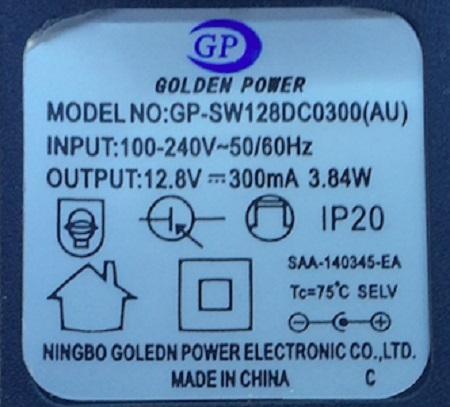 GP
GOLDEN POWER
MODEL NO:GP-SW128DC0300(AU)
INPUT:100-240V~50/60Hz
OUTPUT:12.8V⎓300mA 3.84W
IP20
SAA-140345-EA
Tc=75°C SELV
NINGBO GOLEDN POWER ELECTRONIC CO.,LTD.
MADE IN CHINA C